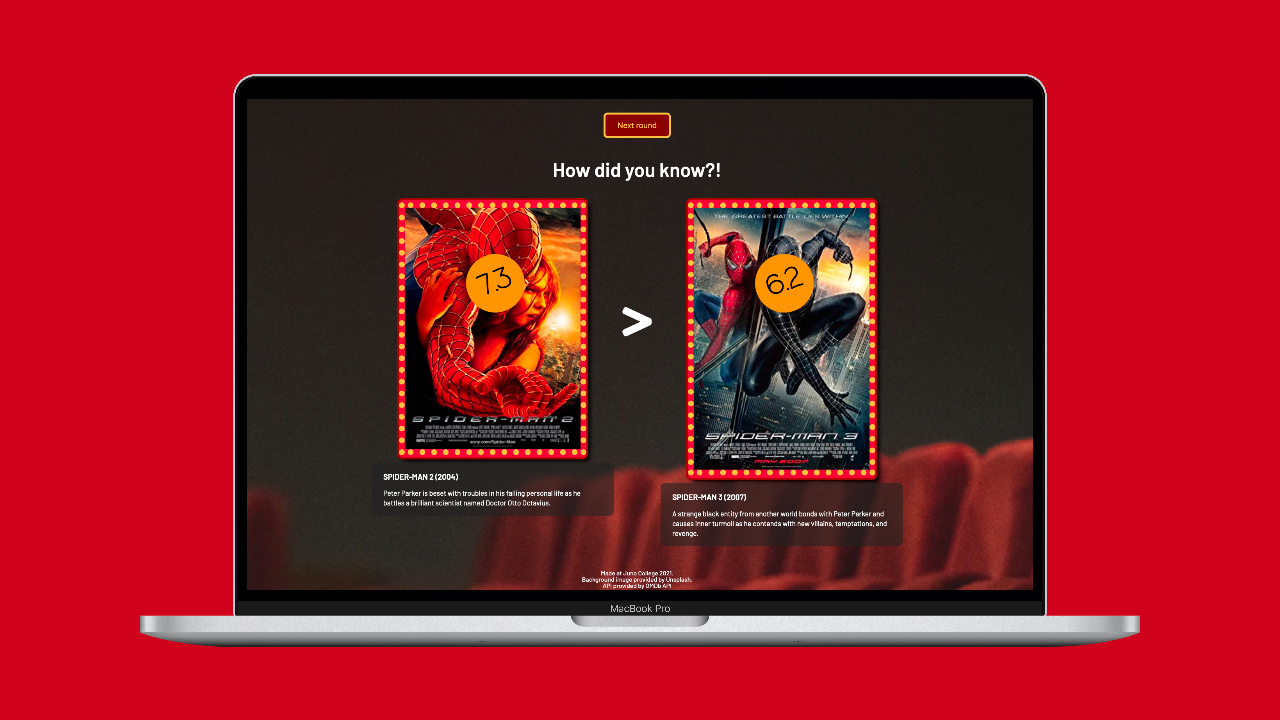 Next round
How did you know?!
7.3
>
6.2
THE GREATEST BATTLE LIES WITHIN
SPIDER-MAN 2
sony.com/Spider-Man
SPIDER-MAN 3
MAY 2007
SPIDER-MAN 2 (2004)
Peter Parker is beset with troubles in his failing personal life as he
battles a brilliant scientist named Doctor Otto Octavius.
SPIDER-MAN 3 (2007)
A strange black entity from another world bonds with Peter Parker and
causes inner turmoil as he contends with new villains, temptations, and
revenge.
Made at Juno College 2021.
Background image provided by Unsplash.
API provided by OMDb API
MacBook Pro